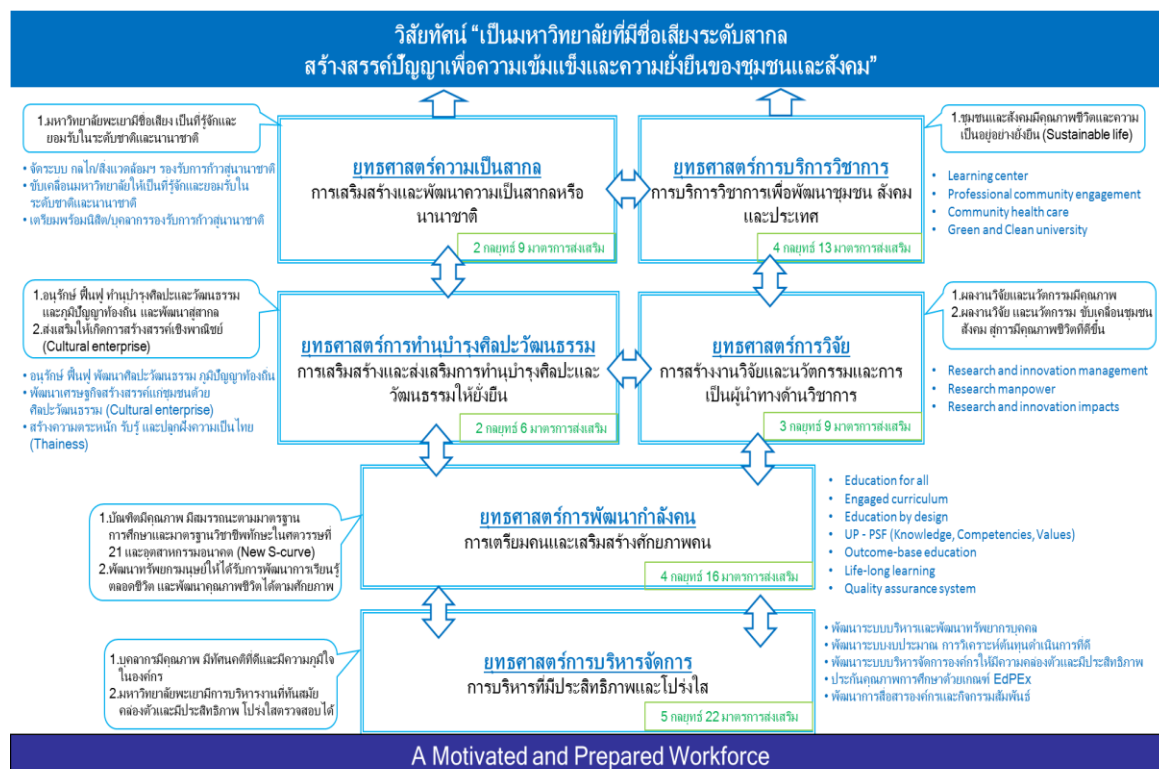 วิสัยทัศน์ “เป็นมหาวิทยาลัยที่มีชื่อเสียงระดับสากล
สร้างสรรค์ปัญญาเพื่อความเข้มแข็งและความยั่งยืนของชุมชนและสังคม”
1.มหาวิทยาลัยพะเยามีชื่อเสียง เป็นที่รู้จักและ
ยอมรับในระดับชาติและนานาชาติ
• จัดระบบ กลไก/สิ่งแวดล้อมฯ รองรับการก้าวสู่นานาชาติ
• ขับเคลื่อนมหาวิทยาลัยให้เป็นที่รู้จักและยอมรับใน
ระดับชาติและนานาชาติ
• เตรียมพร้อมนิสิต/บุคลากรรองรับการก้าวสู่นานาชาติ
ยุทธศาสตร์ความเป็นสากล
การเสริมสร้างและพัฒนาความเป็นสากลหรือ
นานาชาติ
2 กลยุทธ์ 9 มาตรการส่งเสริม
ยุทธศาสตร์การบริการวิชาการ
การบริการวิชาการเพื่อพัฒนาชุมชน สังคม
และประเทศ
4 กลยุทธ์ 13 มาตรการส่งเสริม
1.ชุมชนและสังคมมีคุณภาพชีวิตและความ
เป็นอยู่อย่างยั่งยืน (Sustainable life)
• Learning center
• Professional community engagement
• Community health care
• Green and Clean university
1.อนุรักษ์ ฟื้นฟู ทำนุบำรุงศิลปะและวัฒนธรรม
และภูมิปัญญาท้องถิ่น และพัฒนาสู่สากล
2.ส่งเสริมให้เกิดการสร้างสรรค์เชิงพาณิชย์
(Cultural enterprise)
• อนุรักษ์ ฟื้นฟู พัฒนาศิลปะวัฒนธรรม ภูมิปัญญาท้องถิ่น
• พัฒนาเศรษฐกิจสร้างสรรค์แก่ชุมชนด้วย
ศิลปะวัฒนธรรม (Cultural enterprise)
• สร้างความตระหนัก รับรู้ และปลูกฝังความเป็นไทย
(Thainess)
ยุทธศาสตร์การทำนุบำรุงศิลปะวัฒนธรรม
การเสริมสร้างและส่งเสริมการทำนุบำรุงศิลปะและ
วัฒนธรรมให้ยั่งยืน
2 กลยุทธ์ 6 มาตรการส่งเสริม
ยุทธศาสตร์การวิจัย
การสร้างงานวิจัยและนวัตกรรมและการ
เป็นผู้นำทางด้านวิชาการ
3 กลยุทธ์ 9 มาตรการส่งเสริม
1.ผลงานวิจัยและนวัตกรรมมีคุณภาพ
2.ผลงานวิจัย และนวัตกรรม ขับเคลื่อนชุมชน
สังคม สู่การมีคุณภาพชีวิตที่ดีขึ้น
• Research and innovation management
• Research manpower
• Research and innovation impacts
1.บัณฑิตมีคุณภาพ มีสมรรถนะตามมาตรฐาน
การศึกษาและมาตรฐานวิชาชีพทักษะในศตวรรษที่
21 และอุตสาหกรรมอนาคต (New S-curve)
2.พัฒนาทรัพยกรมนุษย์ให้ได้รับการพัฒนาการเรียนรู้
ตลอดชีวิต และพัฒนาคุณภาพชีวิตได้ตามศักยภาพ
ยุทธศาสตร์การพัฒนากำลังคน
การเตรียมคนและเสริมสร้างศักยภาพคน
4 กลยุทธ์ 16 มาตรการส่งเสริม
• Education for all
• Engaged curriculum
• Education by design
• UP - PSF (Knowledge, Competencies, Values)
• Outcome-base education
• Life-long learning
• Quality assurance system
1.บุคลากรมีคุณภาพ มีทัศนคติที่ดีและมีความภูมิใจ
ในองค์กร
2.มหาวิทยาลัยพะเยามีการบริหารงานที่ทันสมัย
คล่องตัวและมีประสิทธิภาพ โปร่งใสตรวจสอบได้
ยุทธศาสตร์การบริหารจัดการ
การบริหารที่มีประสิทธิภาพและโปร่งใส
5 กลยุทธ์ 22 มาตรการส่งเสริม
• พัฒนาระบบบริหารและพัฒนาทรัพยากรบุคคล
• พัฒนาระบบงบประมาณ การวิเคราะห์ต้นทุนดำเนินการที่ดี
• พัฒนาระบบบริหารจัดการองค์กรให้มีความคล่องตัวและมีประสิทธิภาพ
• ประกันคุณภาพการศึกษาด้วยเกณฑ์ EdPEx
• พัฒนาการสื่อสารองค์กรและกิจกรรมสัมพันธ์
A Motivated and Prepared Workforce